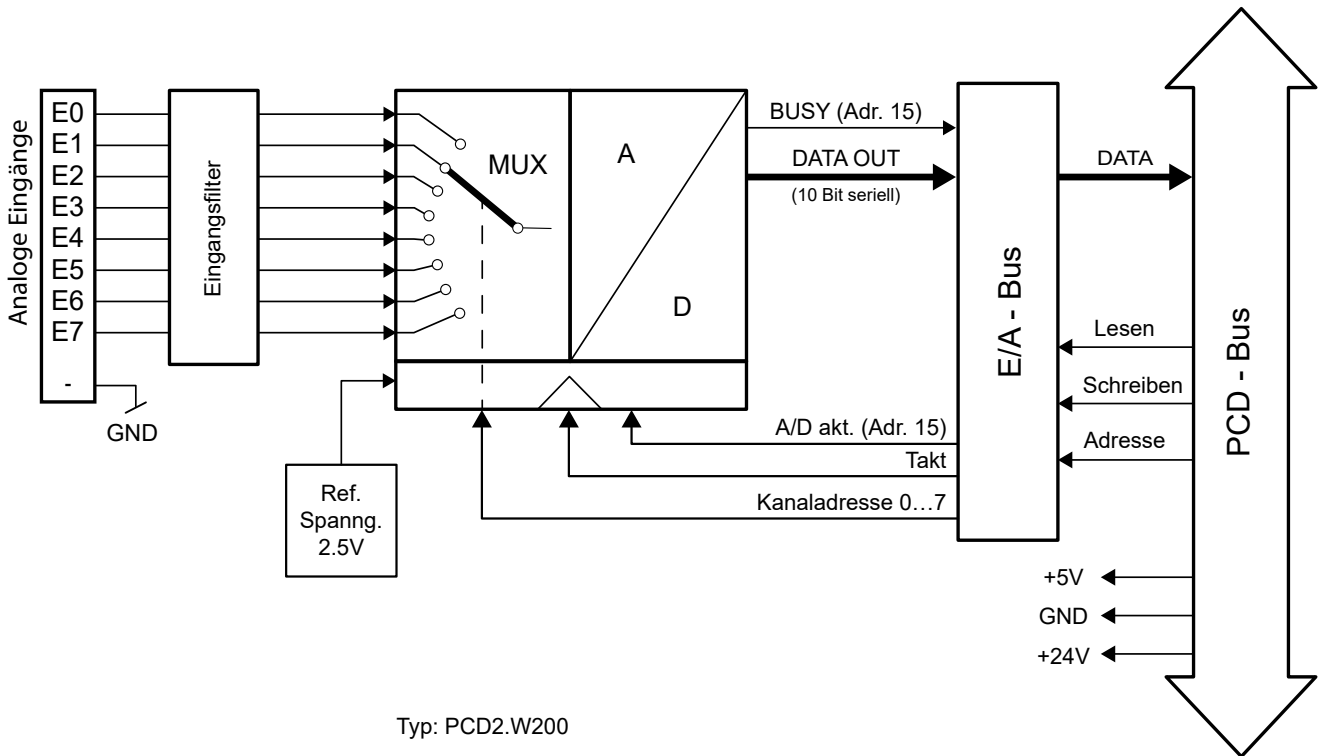 Analoge Eingänge
E0
E1
E2
E3
E4
E5
E6
E7
-
GND
Eingangsfilter
MUX
A
D
Ref.
Spanng.
2.5V
BUSY (Adr. 15)
DATA OUT
(10 Bit seriell)
A/D akt. (Adr. 15)
Takt
Kanaladresse 0…7
E/A - Bus
DATA
Lesen
Schreiben
Adresse
+5V
GND
+24V
PCD - Bus
Typ: PCD2.W200